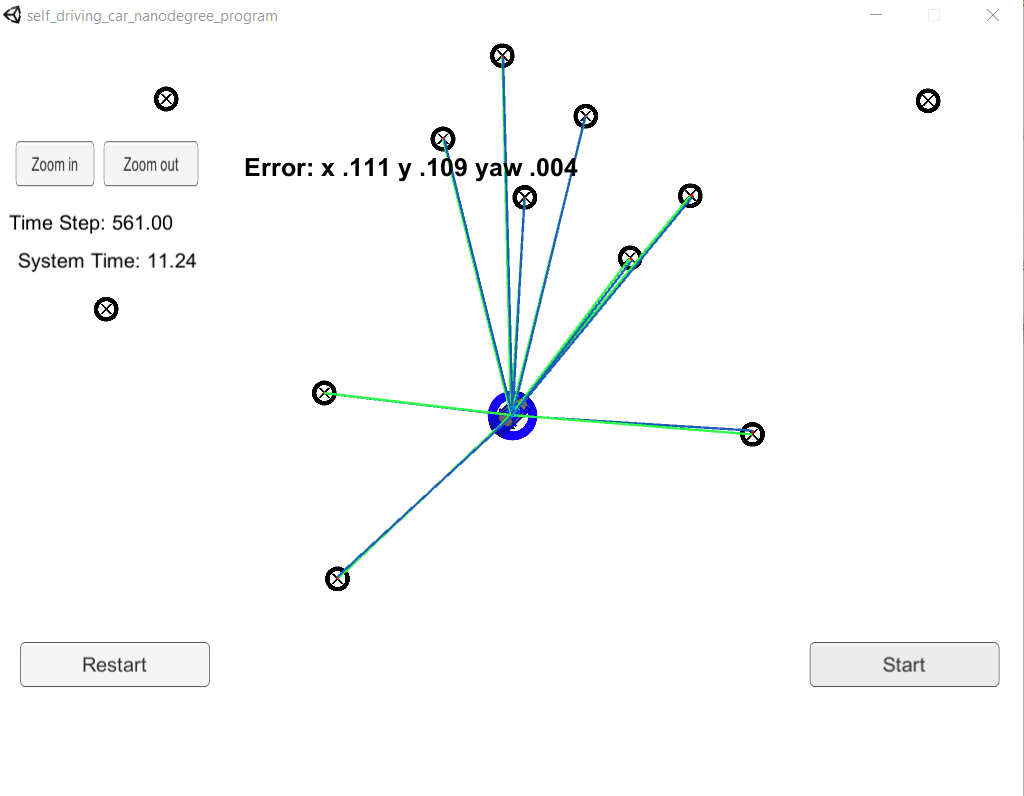 self_driving_car_nanodegree_program
Zoom in
Zoom out
Error: x .111 y .109 yaw .004
Time Step: 561.00
System Time: 11.24
Restart
Start